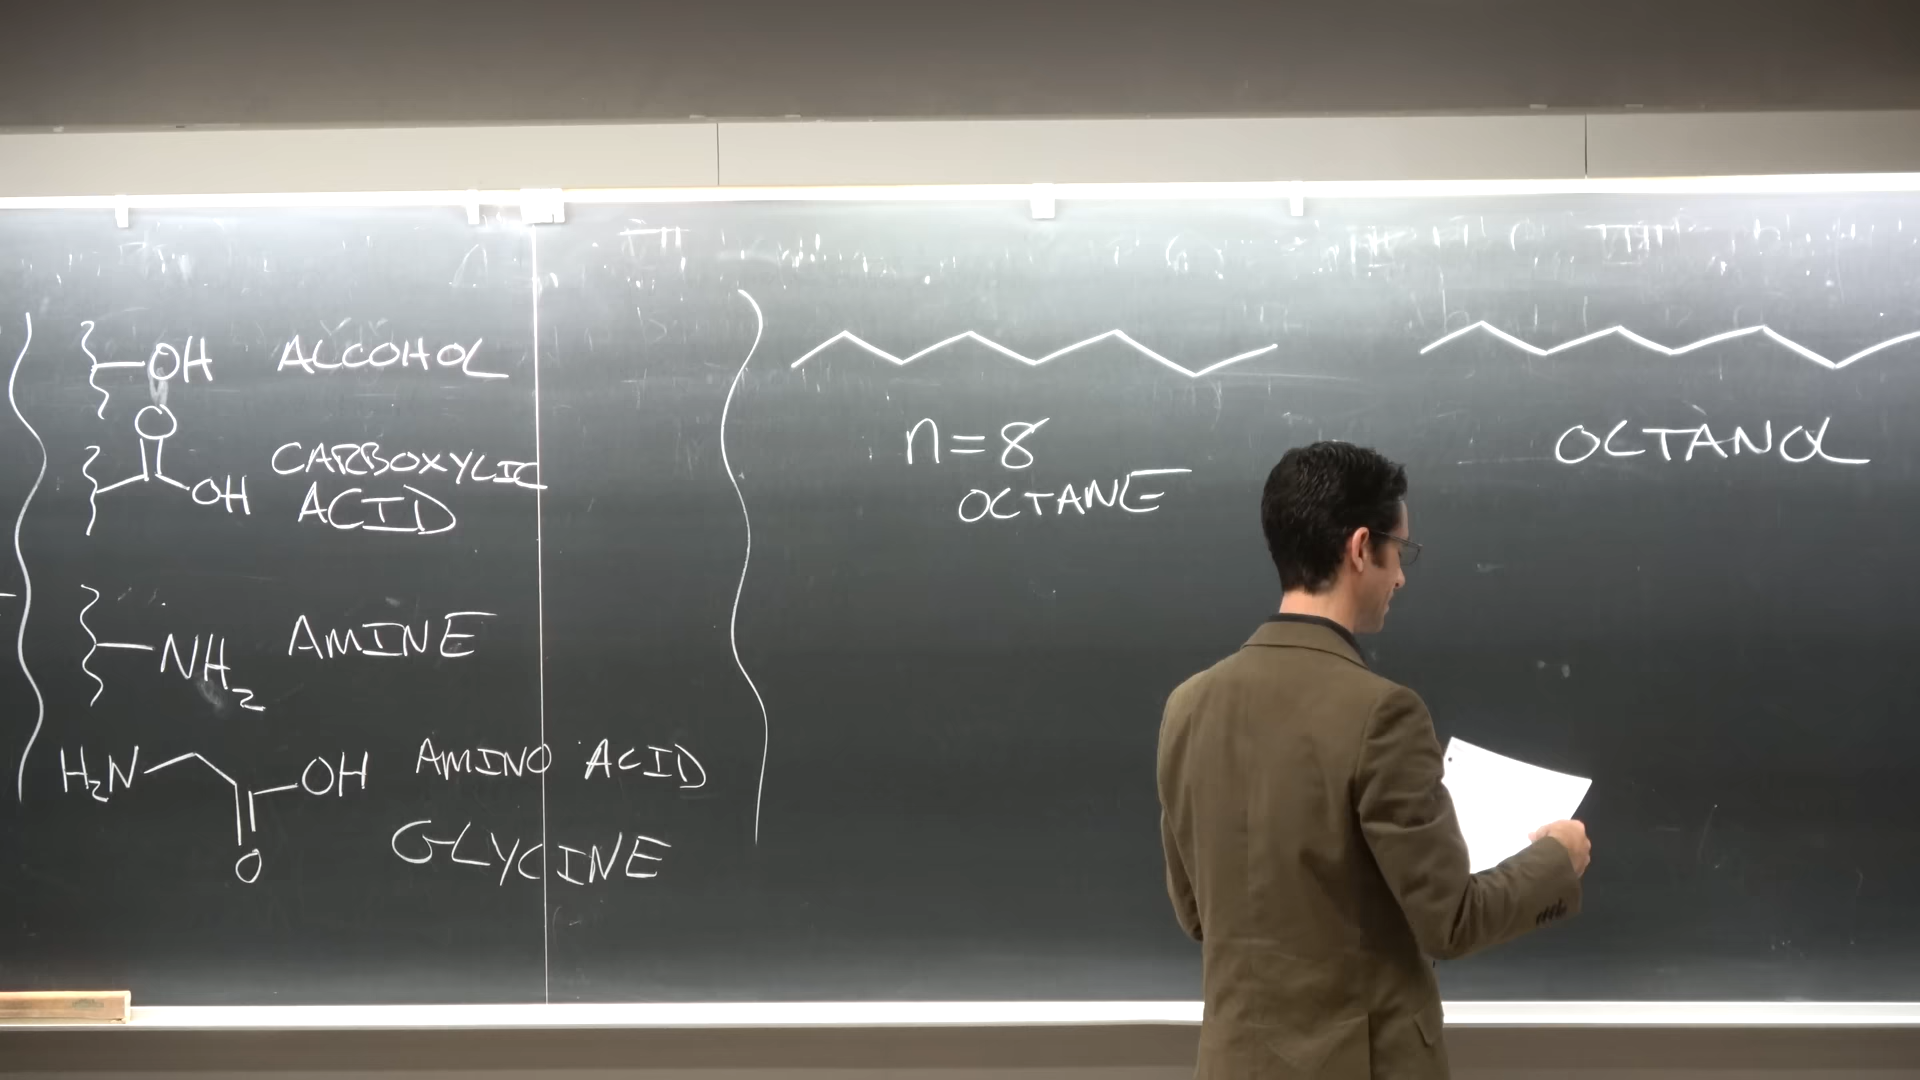 OH ALCOHOL
O
OH CARBOXYLIC
ACID
NH₂ AMINE
H₂N OH AMINO ACID
O
GLYCINE
n=8
OCTANE
OCTANOL